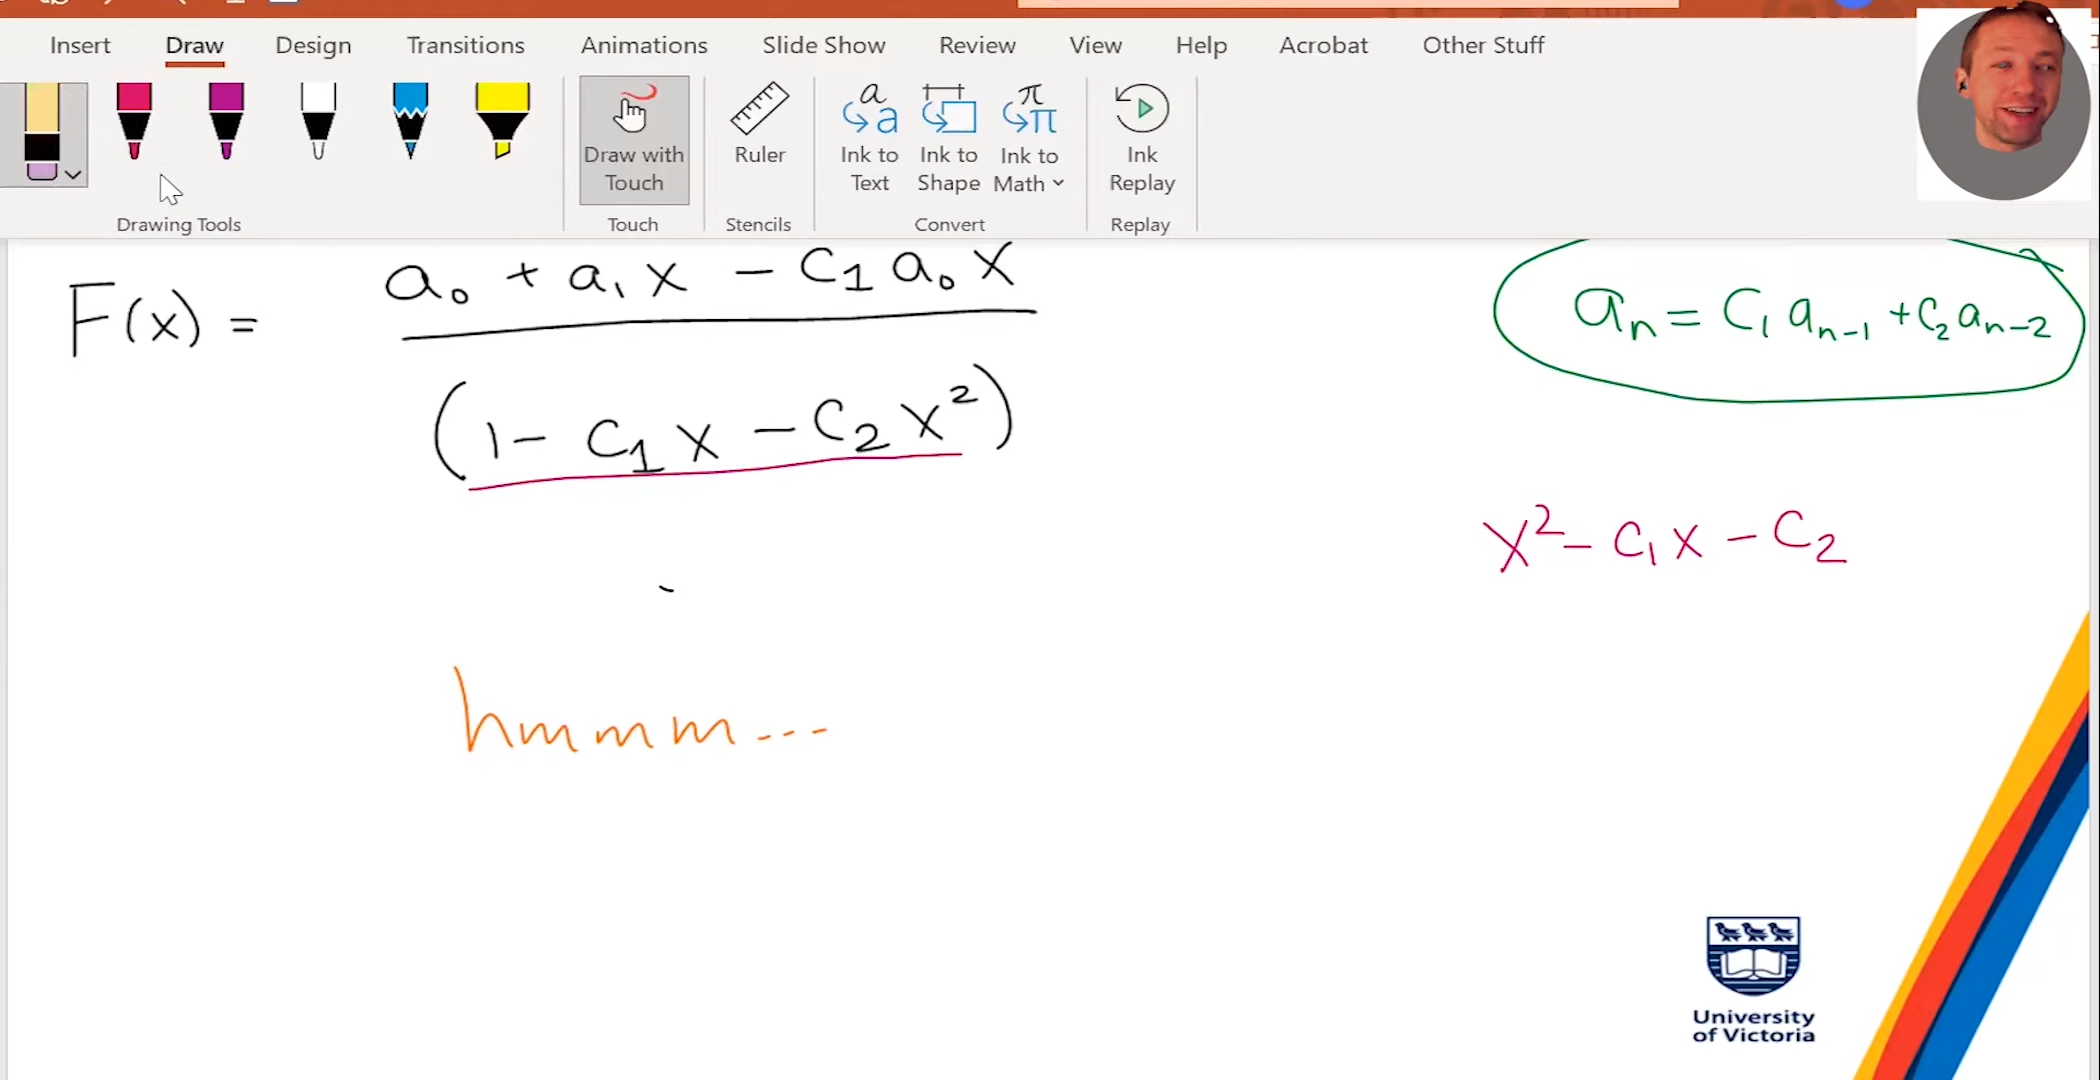 Insert Draw Design Transitions Animations Slide Show Review View Help Acrobat Other Stuff
Draw with Touch
Ruler
Ink to Text
Ink to Shape
Ink to Math
Ink Replay
Drawing Tools
Touch
Stencils
Convert
Replay
F(x) = (a₀ + a₁x − C₁a₀x) / (1 − C₁x − C₂x²)
aₙ = C₁aₙ₋₁ + C₂aₙ₋₂
x² − C₁x − C₂
hmmm...
University
of Victoria